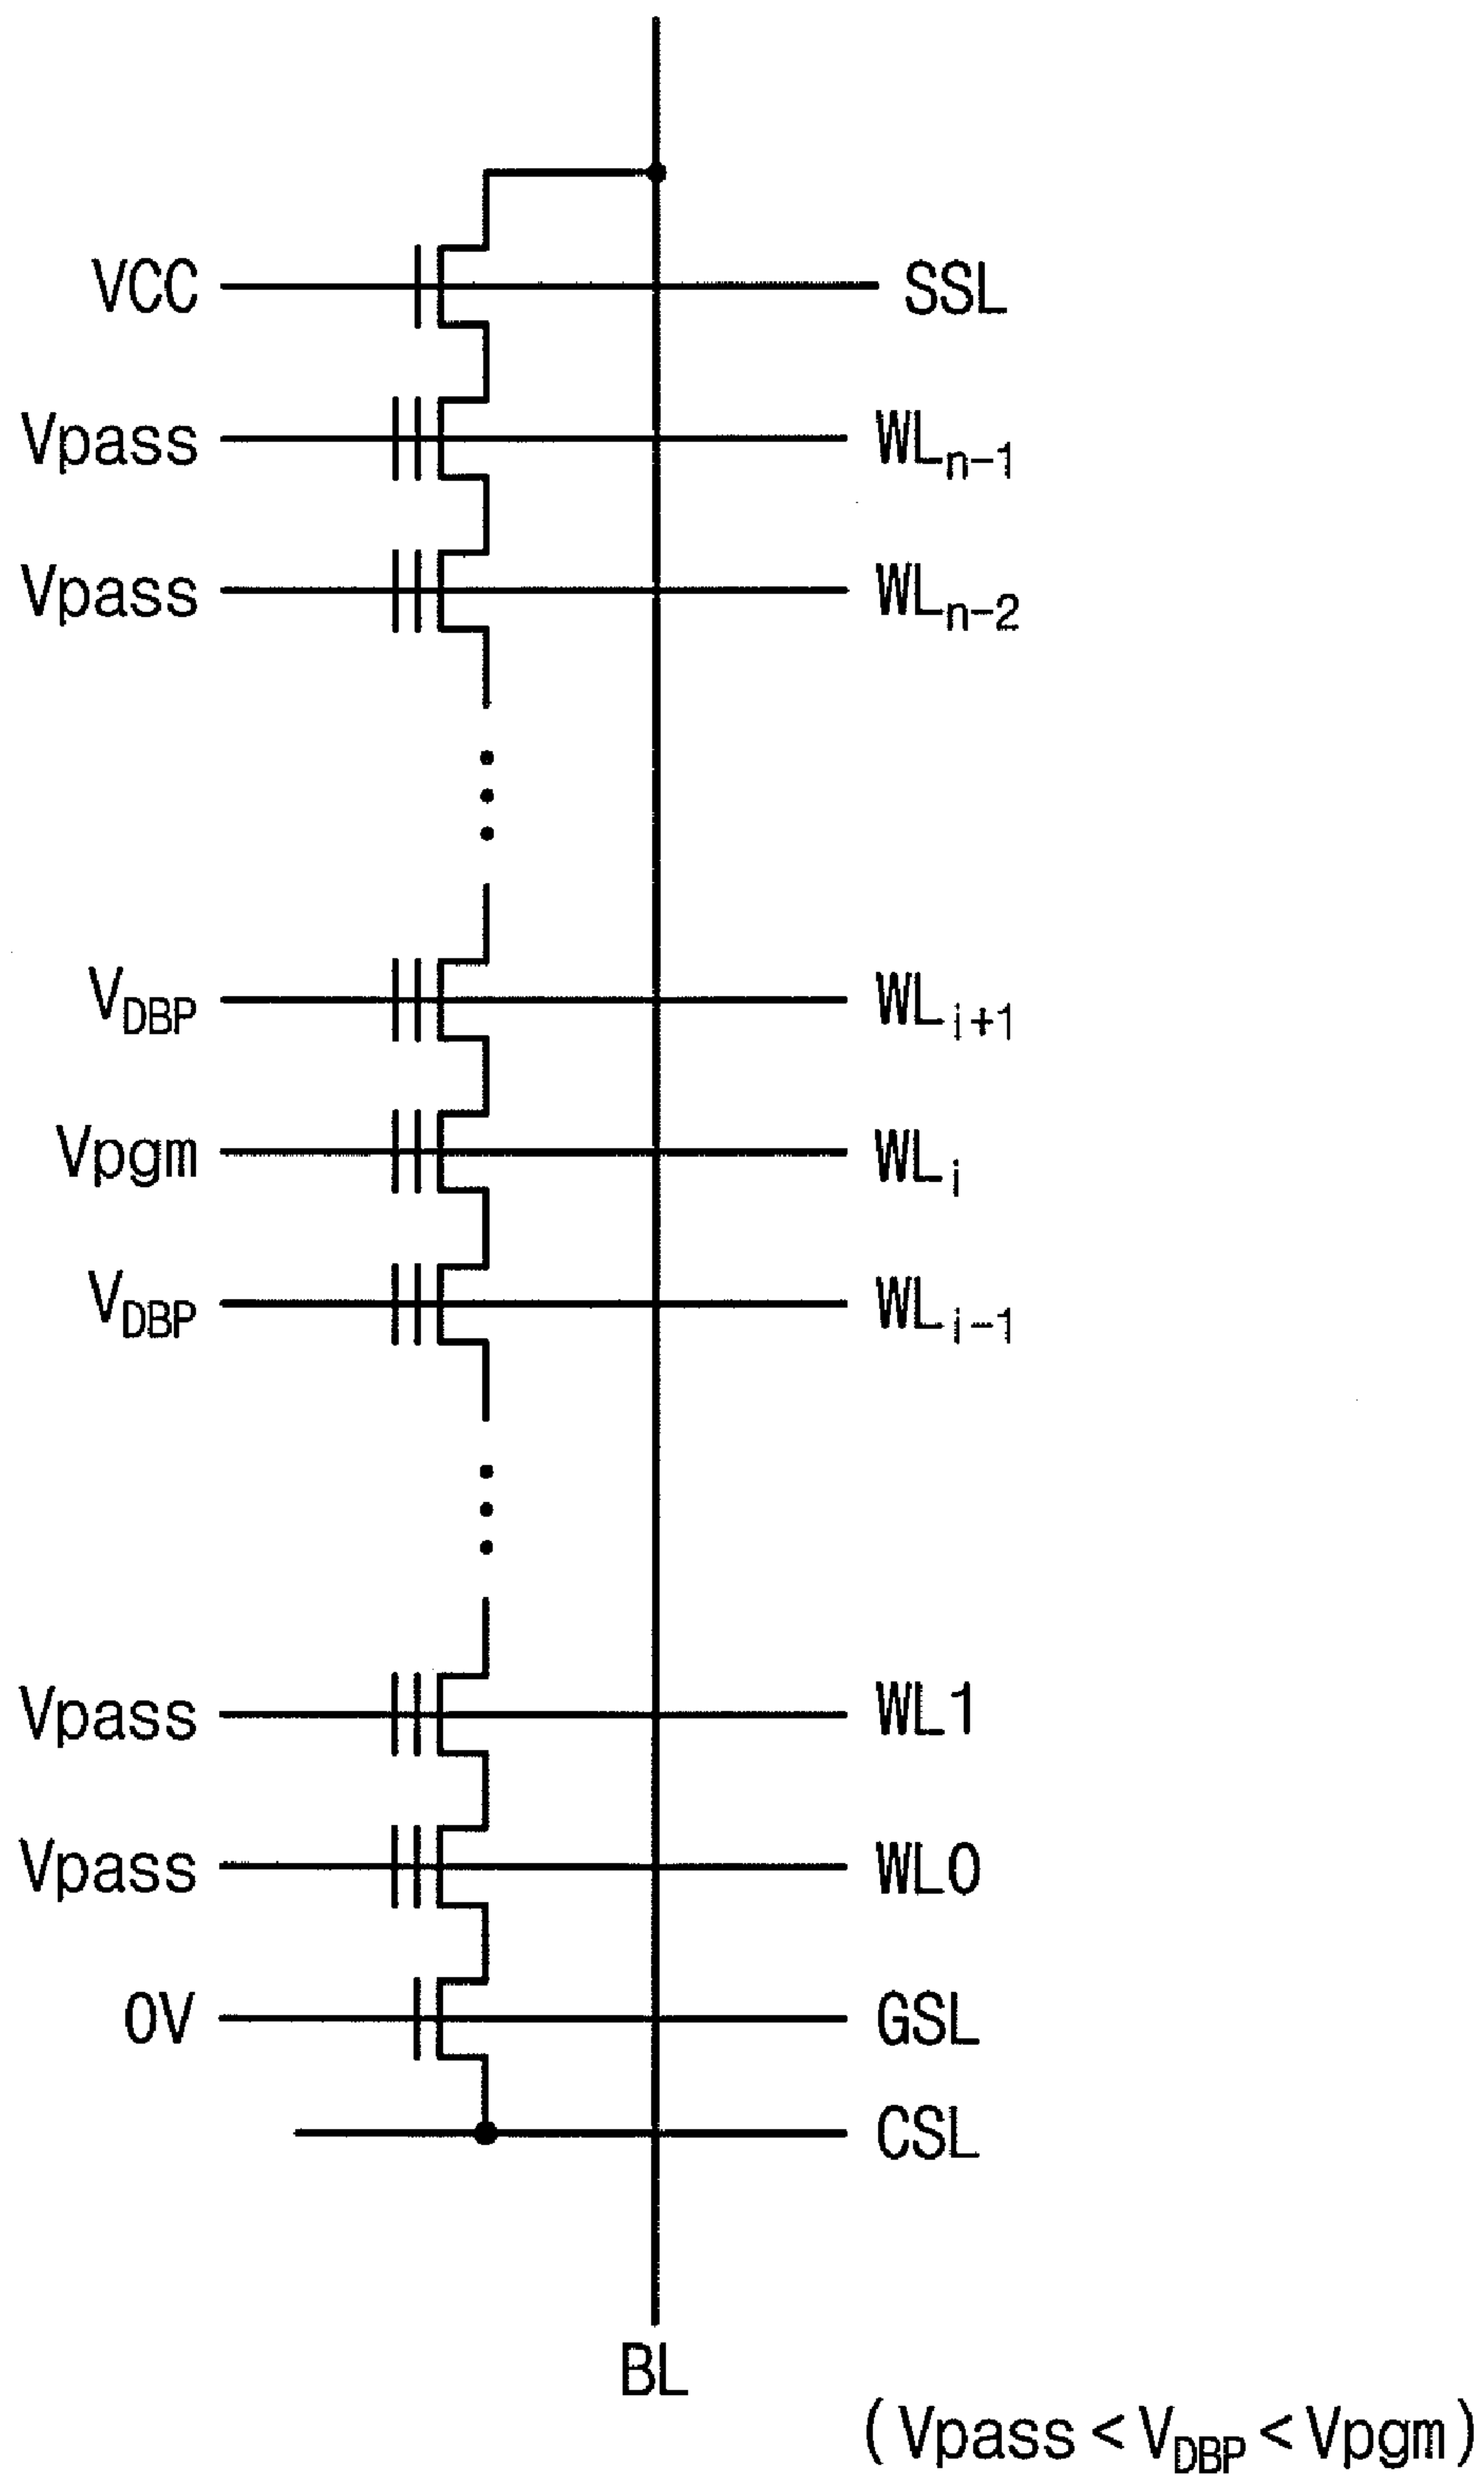 VCC SSL
Vpass WLn-1
Vpass WLn-2
VDBP WLi+1
Vpgm WLi
VDBP WLi-1
Vpass WL1
Vpass WL0
0V GSL
CSL
BL
(Vpass < VDBP < Vpgm)